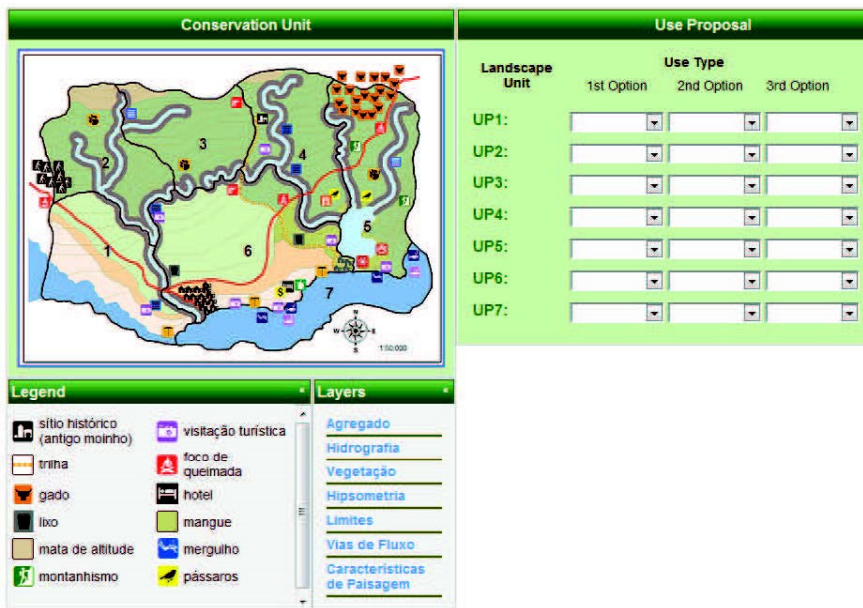 Conservation Unit
2
3
4
5
1
6
7
N
W
E
S
1:50.000
Use Proposal
Landscape
Unit
Use Type
1st Option
2nd Option
3rd Option
UP1:
UP2:
UP3:
UP4:
UP5:
UP6:
UP7:
Legend
sítio histórico
(antigo moinho)
visitação turística
trilha
foco de
queimada
gado
hotel
lixo
mangue
mata de altitude
mergulho
montanhismo
pássaros
Layers
Agregado
Hidrografia
Vegetação
Hipsometria
Limites
Vias de Fluxo
Características
de Paisagem